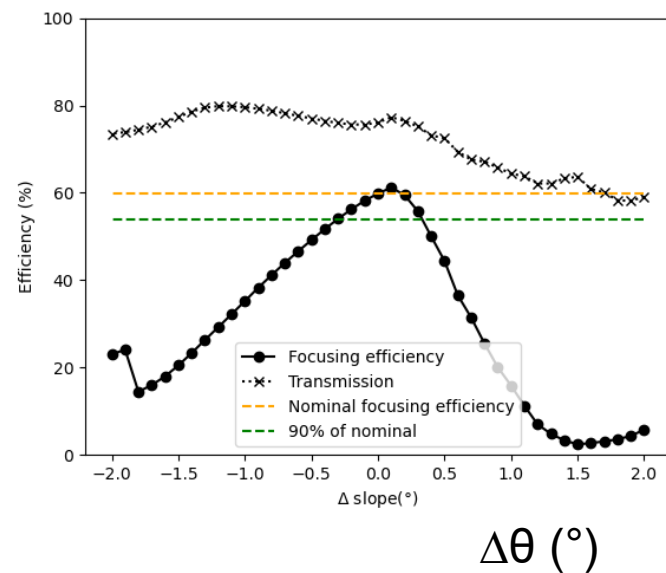 100
80
60
40
20
0
Efficiency (%)
Focusing efficiency
Transmission
Nominal focusing efficiency
90% of nominal
−2.0 −1.5 −1.0 −0.5 0.0 0.5 1.0 1.5 2.0
Δ slope(°)
Δθ (°)